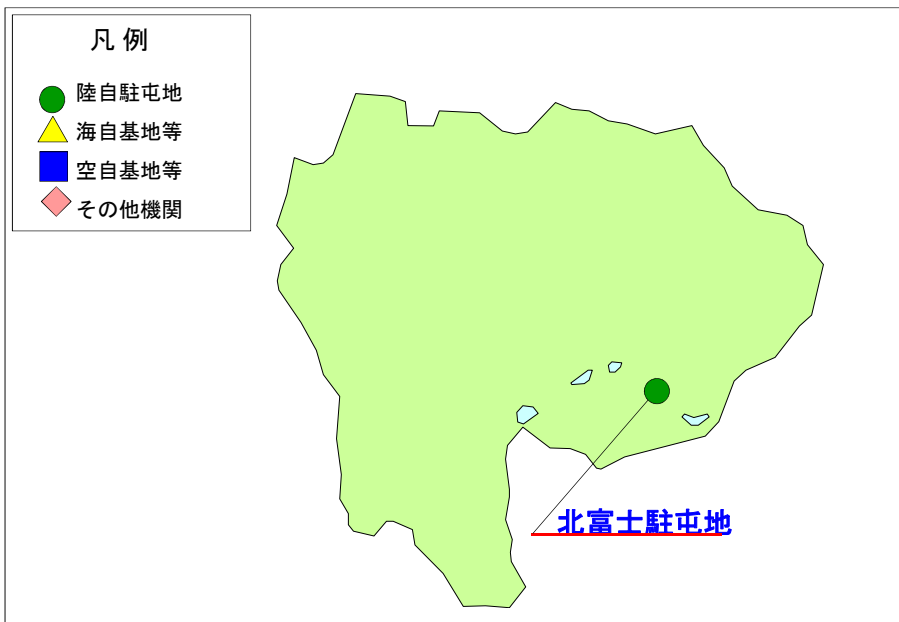 凡例
陸自駐屯地
海自基地等
空自基地等
その他機関
北富士駐屯地